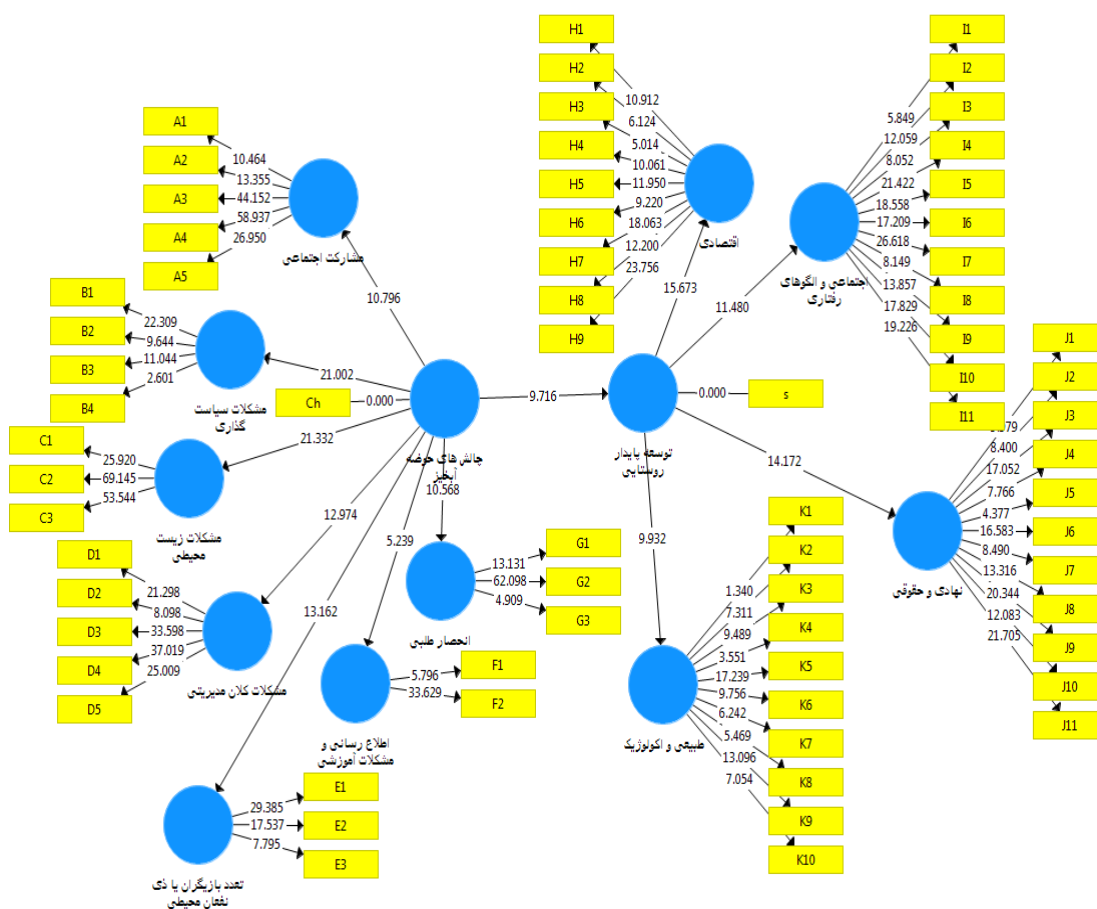 A1
A2
A3
A4
A5
10.464
13.355
44.152
58.937
26.950
مشارکت اجتماعی
10.796
B1
B2
B3
B4
22.309
9.644
11.044
2.601
مشکلات سیاست
گذاری
21.002
Ch
0.000
C1
C2
C3
25.920
69.145
53.544
مشکلات زیست
محیطی
21.332
چالش های حوضه
آبخیز
D1
D2
D3
D4
D5
21.298
8.098
33.598
37.019
25.009
مشکلات کلان مدیریتی
12.974
E1
E2
E3
29.385
17.537
7.795
تعدد بازیگران یا ذی
نفعان محیطی
13.162
F1
F2
5.796
33.629
اطلاع رسانی و
مشکلات آموزشی
5.239
G1
G2
G3
13.131
62.098
4.909
انحصار طلبی
10.568
9.716
توسعه پایدار
روستایی
0.000
s
H1
H2
H3
H4
H5
H6
H7
H8
H9
10.912
6.124
5.014
10.061
11.950
9.220
18.063
12.200
23.756
اقتصادی
15.673
I1
I2
I3
I4
I5
I6
I7
I8
I9
I10
I11
5.849
12.059
8.052
21.422
18.558
17.209
26.618
8.149
13.857
17.829
19.226
اجتماعی و الگوهای
رفتاری
11.480
J1
J2
J3
J4
J5
J6
J7
J8
J9
J10
J11
8.400
17.052
7.766
4.377
16.583
8.490
13.316
20.344
12.083
21.705
نهادی و حقوقی
14.172
K1
K2
K3
K4
K5
K6
K7
K8
K9
K10
1.340
7.311
9.489
3.551
17.239
9.756
6.242
5.469
13.096
7.054
طبیعی و اکولوژیک
9.932